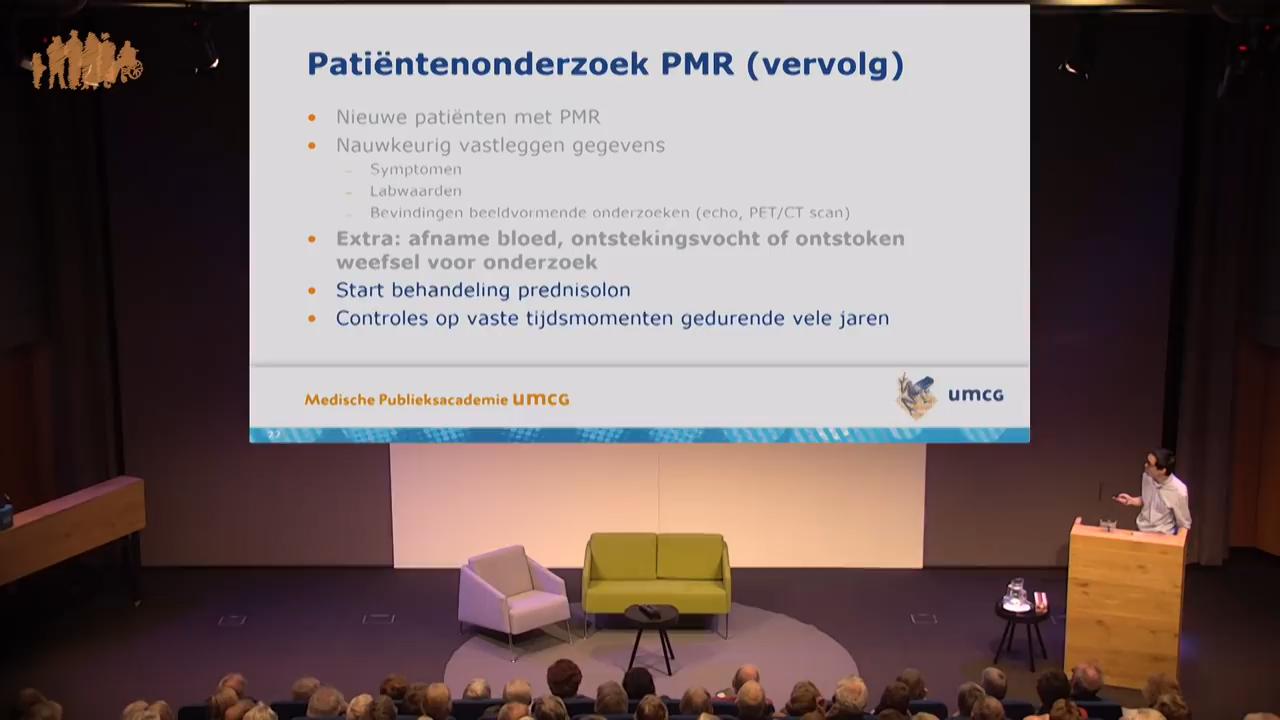 Patiëntenonderzoek PMR (vervolg)
• Nieuwe patiënten met PMR
• Nauwkeurig vastleggen gegevens
– Symptomen
– Labwaarden
– Bevindingen beeldvormende onderzoeken (echo, PET/CT scan)
• Extra: afname bloed, ontstekingsvocht of ontstoken
weefsel voor onderzoek
• Start behandeling prednisolon
• Controles op vaste tijdsmomenten gedurende vele jaren
Medische Publieksacademie umcg
umcg
22